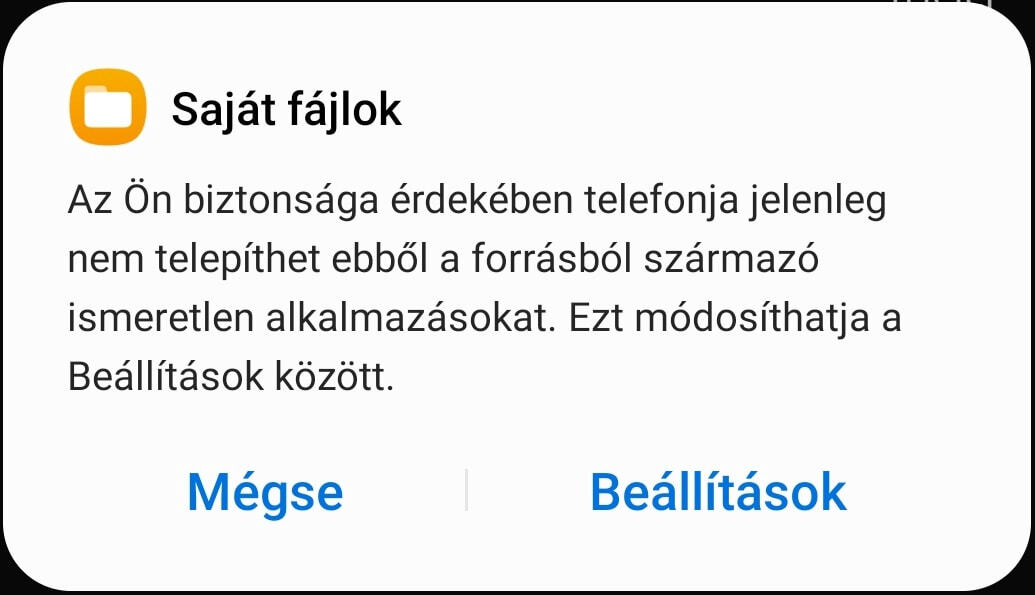 Saját fájlok
Az Ön biztonsága érdekében telefonja jelenleg
nem telepíthet ebből a forrásból származó
ismeretlen alkalmazásokat. Ezt módosíthatja a
Beállítások között.
Mégse
Beállítások